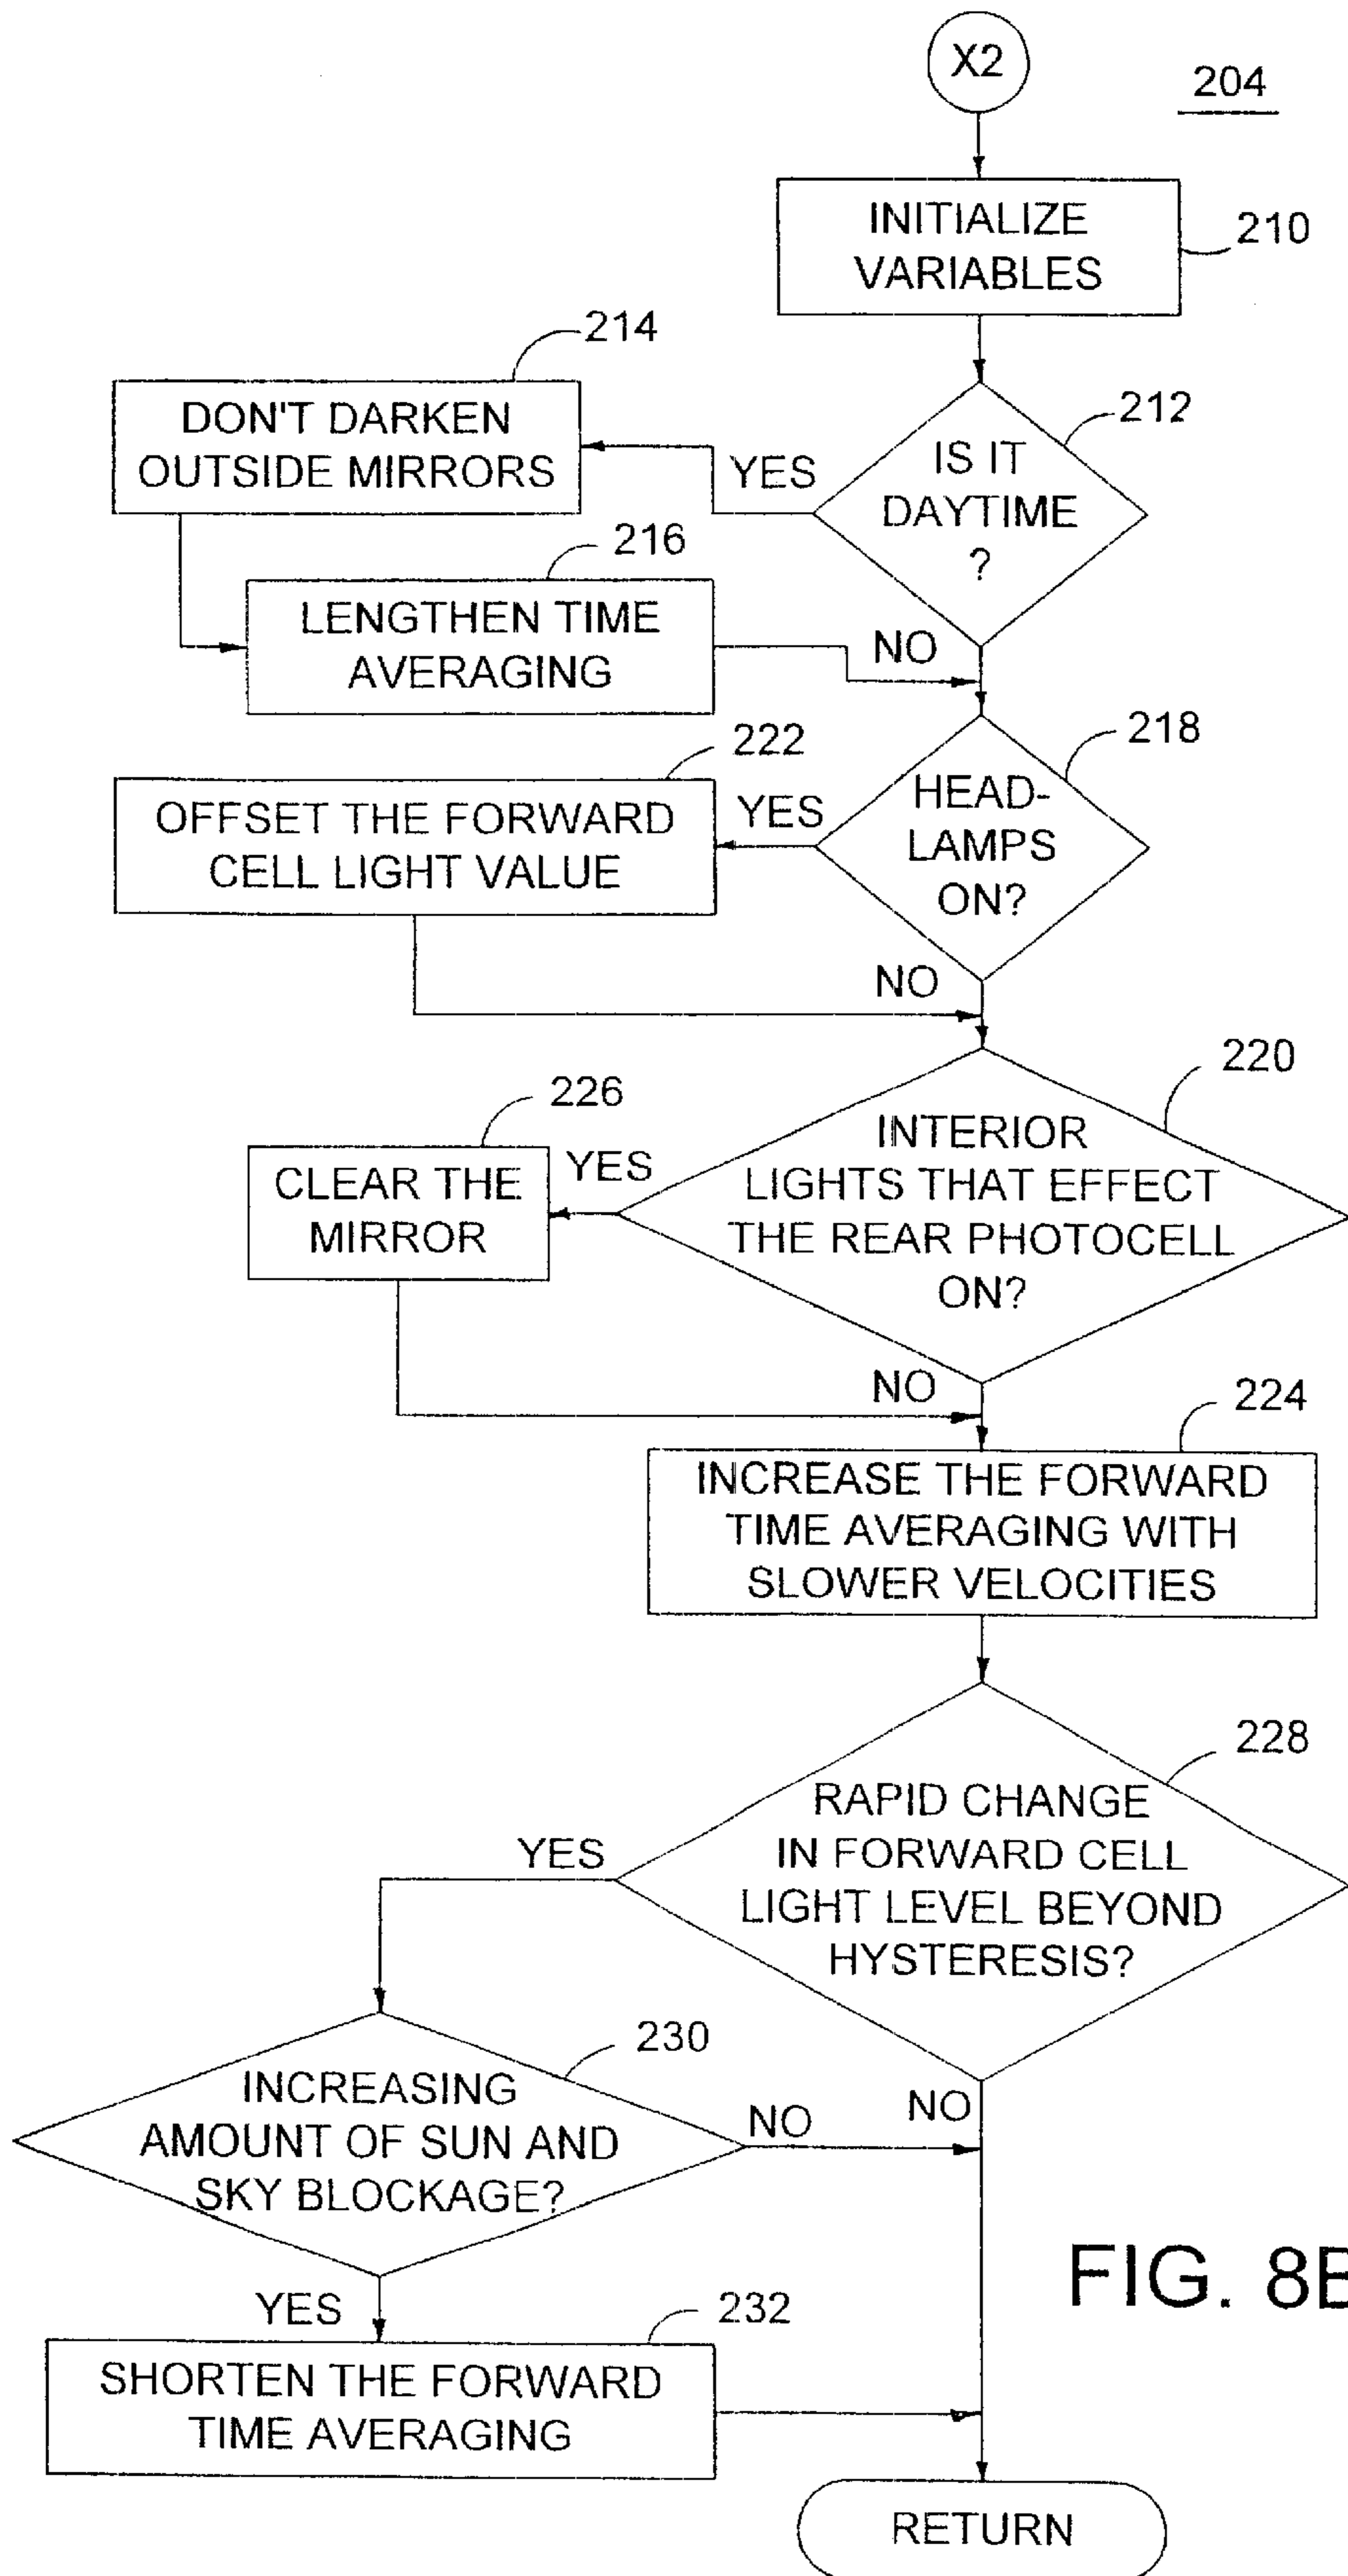 X2
204
INITIALIZE
VARIABLES
210
214
DON'T DARKEN
OUTSIDE MIRRORS
212
IS IT
DAYTIME
?
YES
216
LENGTHEN TIME
AVERAGING
NO
218
222
HEAD-
LAMPS
ON?
YES
OFFSET THE FORWARD
CELL LIGHT VALUE
NO
220
226
INTERIOR
LIGHTS THAT EFFECT
THE REAR PHOTOCELL
ON?
YES
CLEAR THE
MIRROR
NO
224
INCREASE THE FORWARD
TIME AVERAGING WITH
SLOWER VELOCITIES
228
RAPID CHANGE
IN FORWARD CELL
LIGHT LEVEL BEYOND
HYSTERESIS?
YES
230
INCREASING
AMOUNT OF SUN AND
SKY BLOCKAGE?
NO
NO
YES
232
SHORTEN THE FORWARD
TIME AVERAGING
FIG. 8B
RETURN